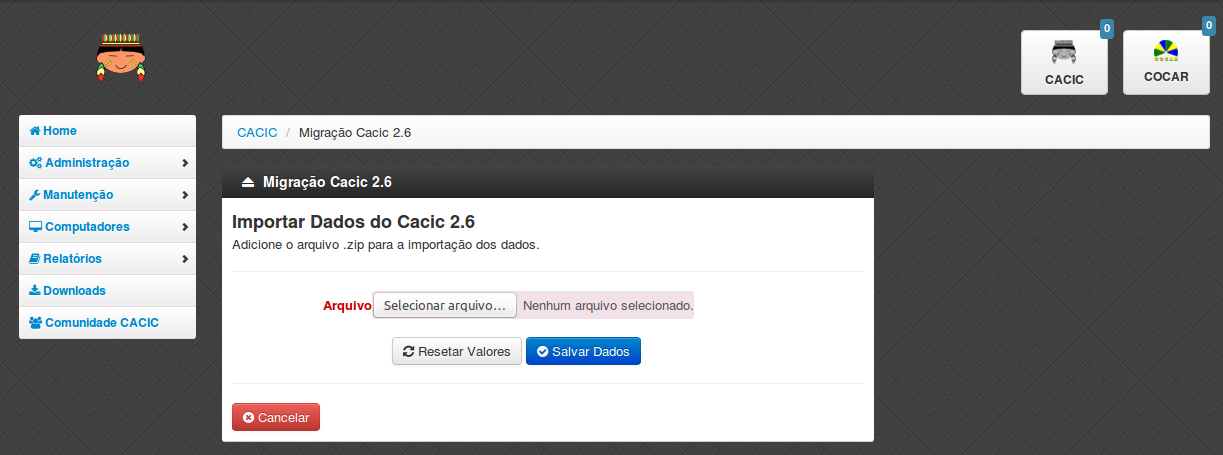 0
0
CACIC
COCAR
COCAR
Home
Administração
Manutenção
Computadores
Relatórios
Downloads
Comunidade CACIC
CACIC / Migração Cacic 2.6
Migração Cacic 2.6
Importar Dados do Cacic 2.6
Adicione o arquivo .zip para a importação dos dados.
Arquivo Selecionar arquivo... Nenhum arquivo selecionado.
Resetar Valores Salvar Dados
Cancelar